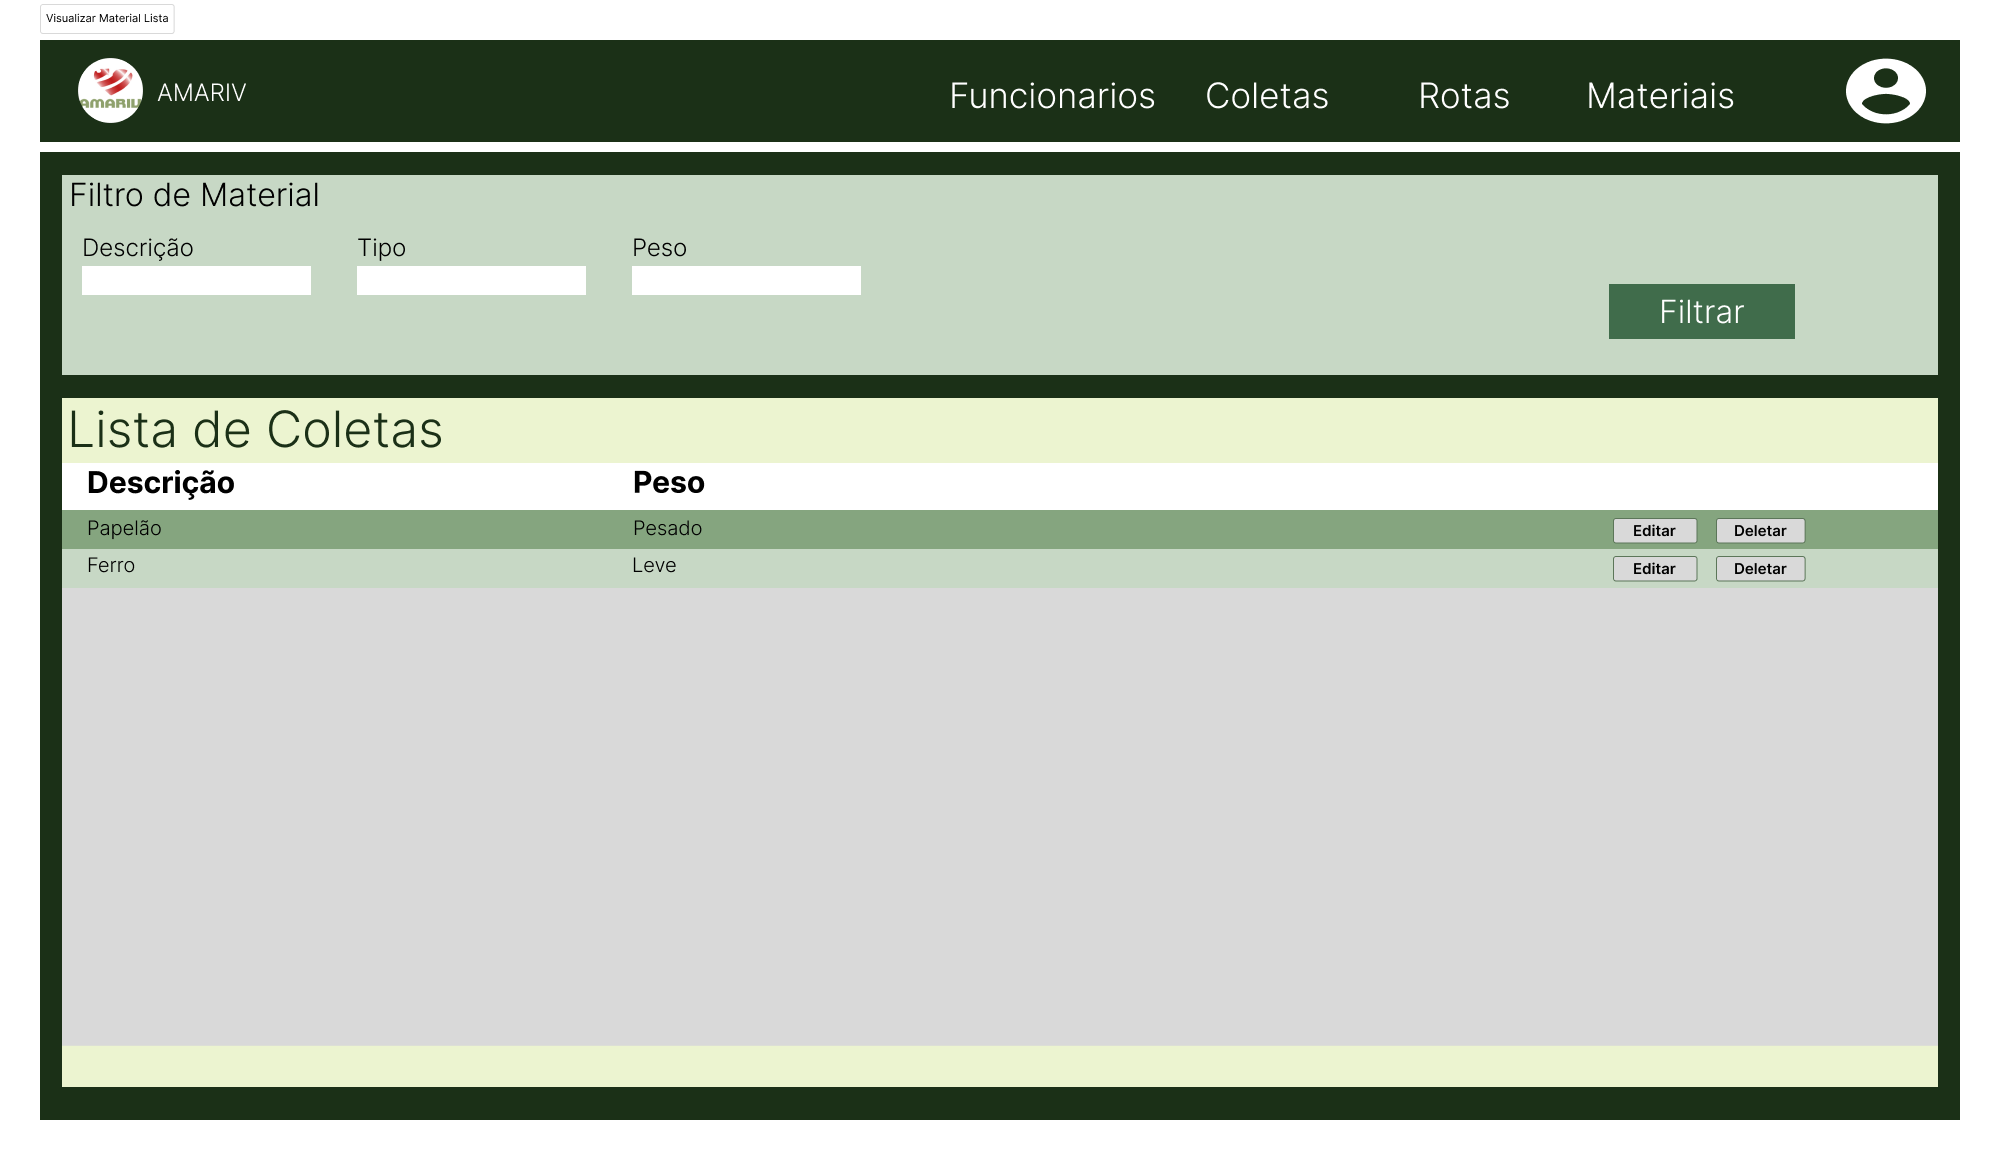 Visualizar Material Lista
AMARIV
AMARIV
Funcionarios Coletas Rotas Materiais
Filtro de Material
Descrição Tipo Peso
Filtrar
Lista de Coletas
Descrição Peso
Papelão Pesado Editar Deletar
Ferro Leve Editar Deletar